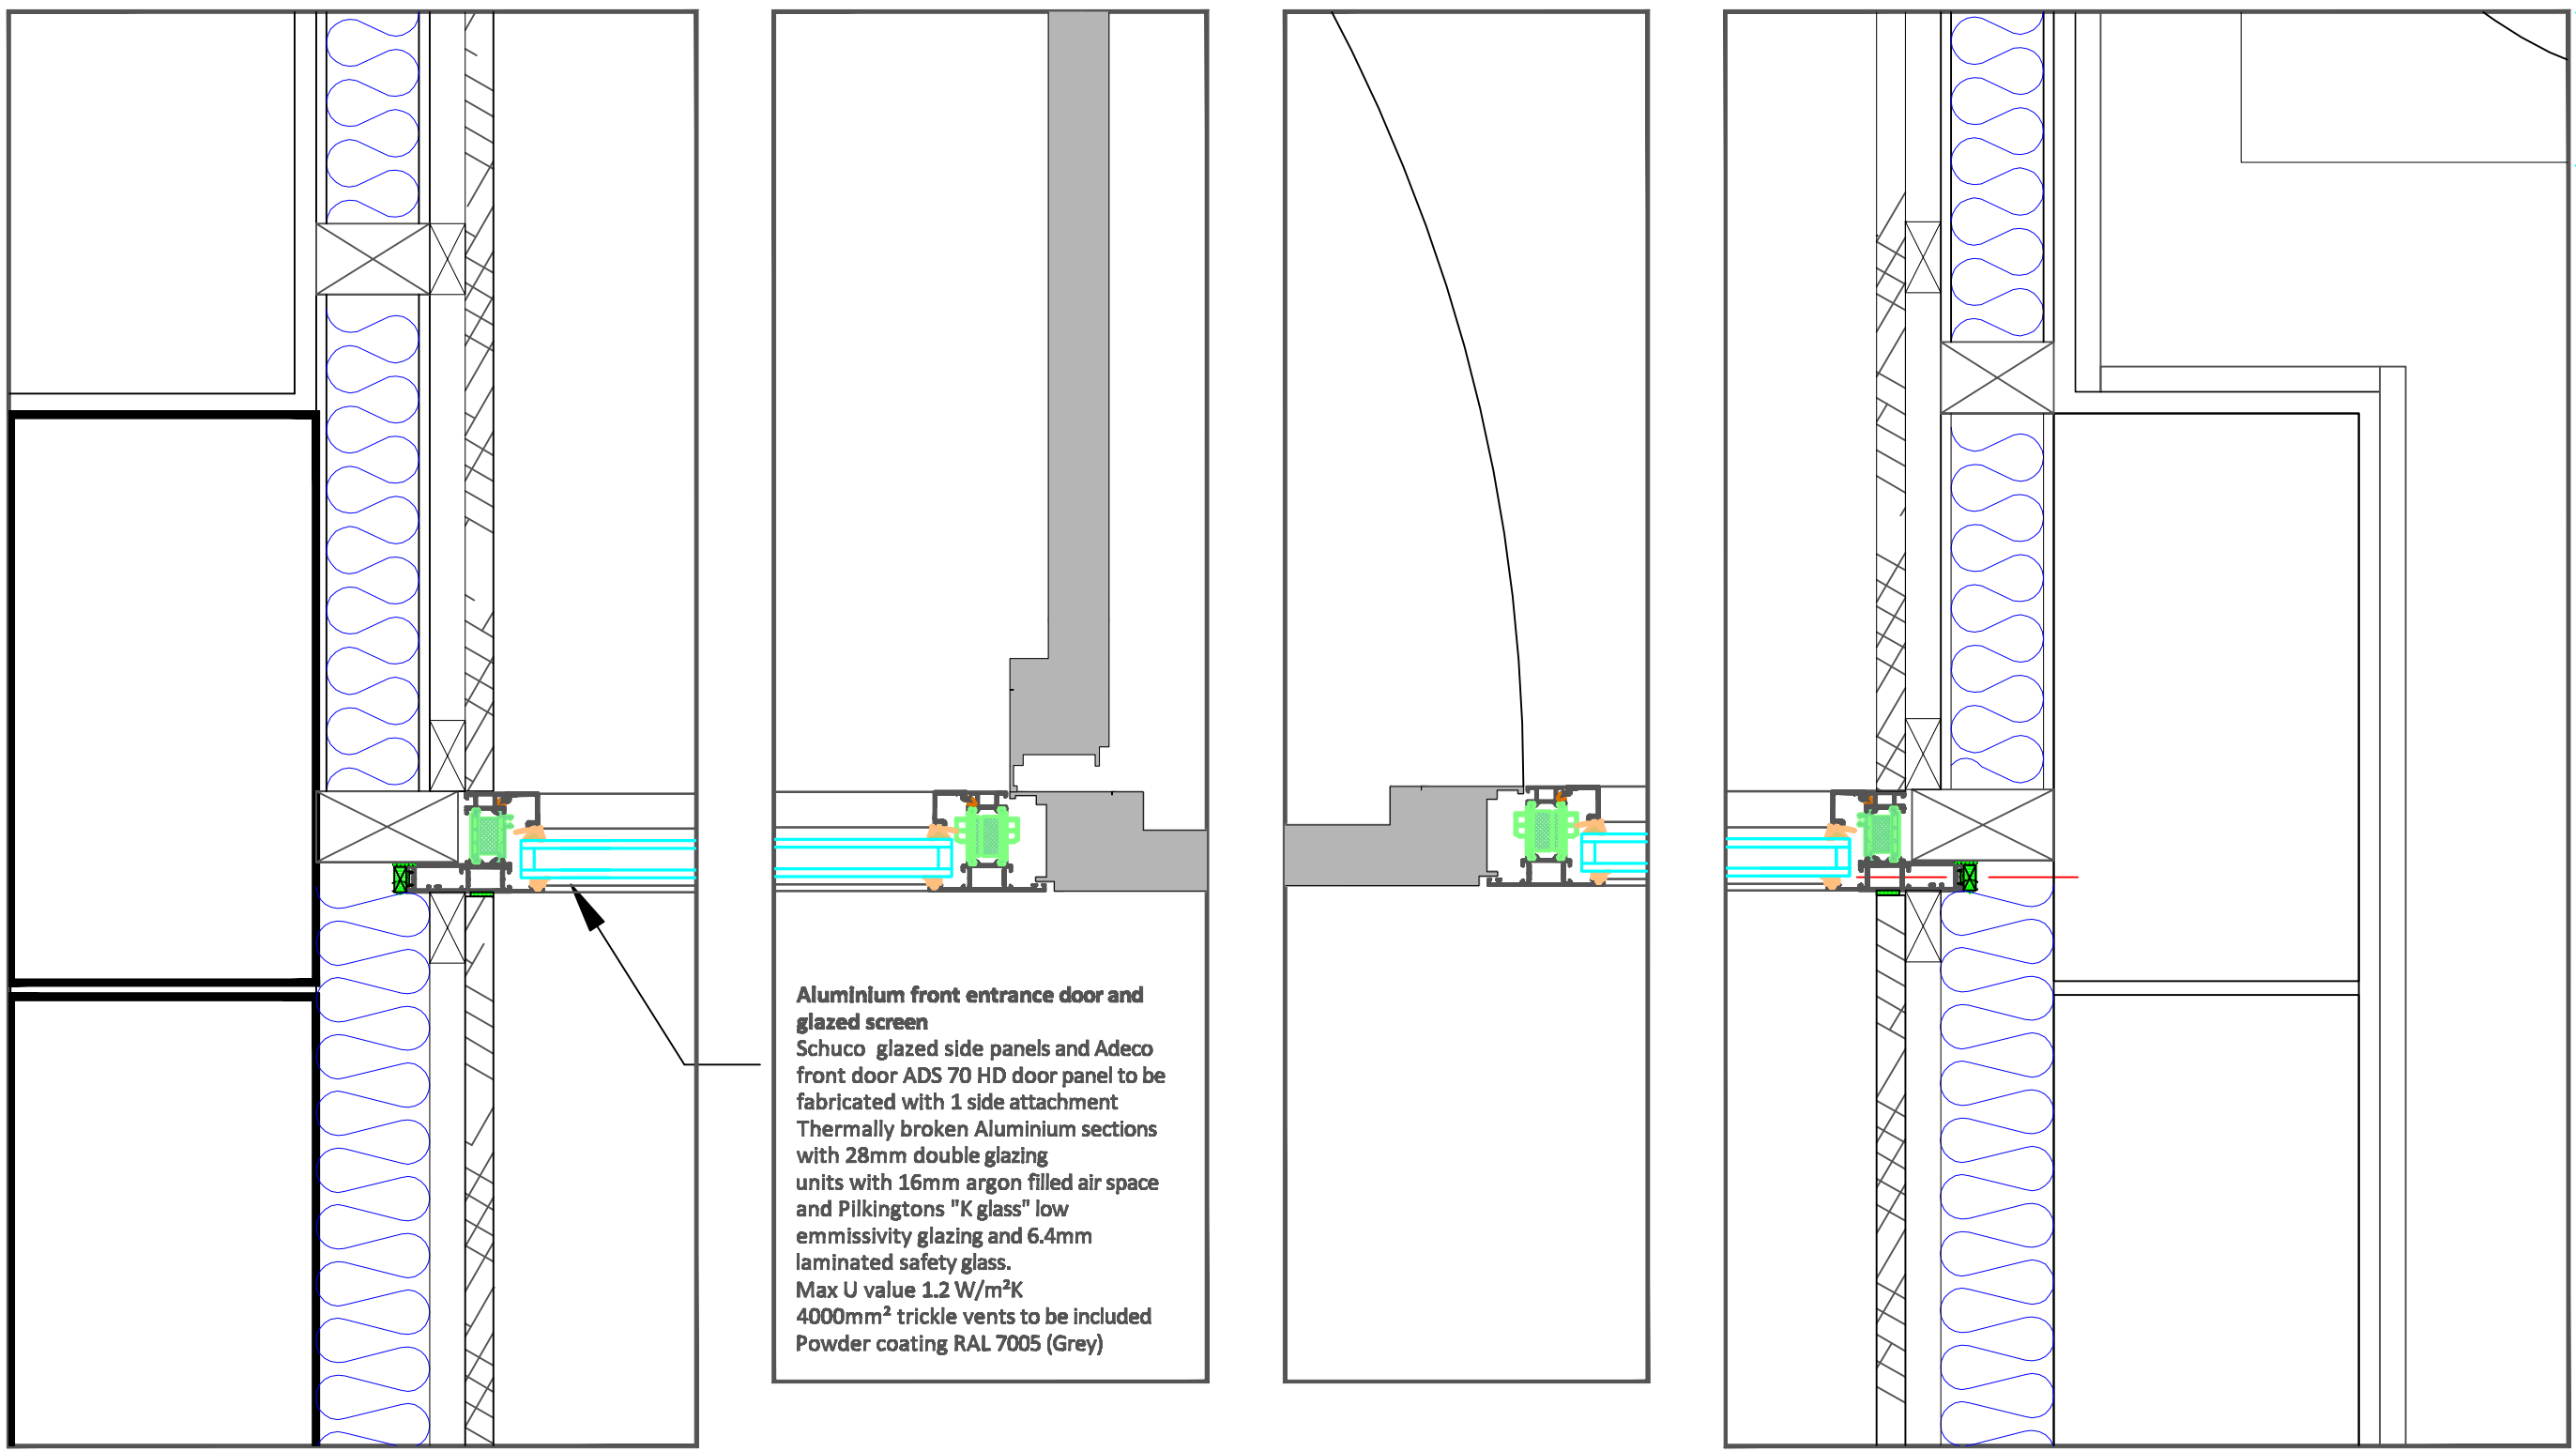 Aluminium front entrance door and
glazed screen
Schuco glazed side panels and Adeco
front door ADS 70 HD door panel to be
fabricated with 1 side attachment
Thermally broken Aluminium sections
with 28mm double glazing
units with 16mm argon filled air space
and Pilkingtons "K glass" low
emmissivity glazing and 6.4mm
laminated safety glass.
Max U value 1.2 W/m²K
4000mm² trickle vents to be included
Powder coating RAL 7005 (Grey)